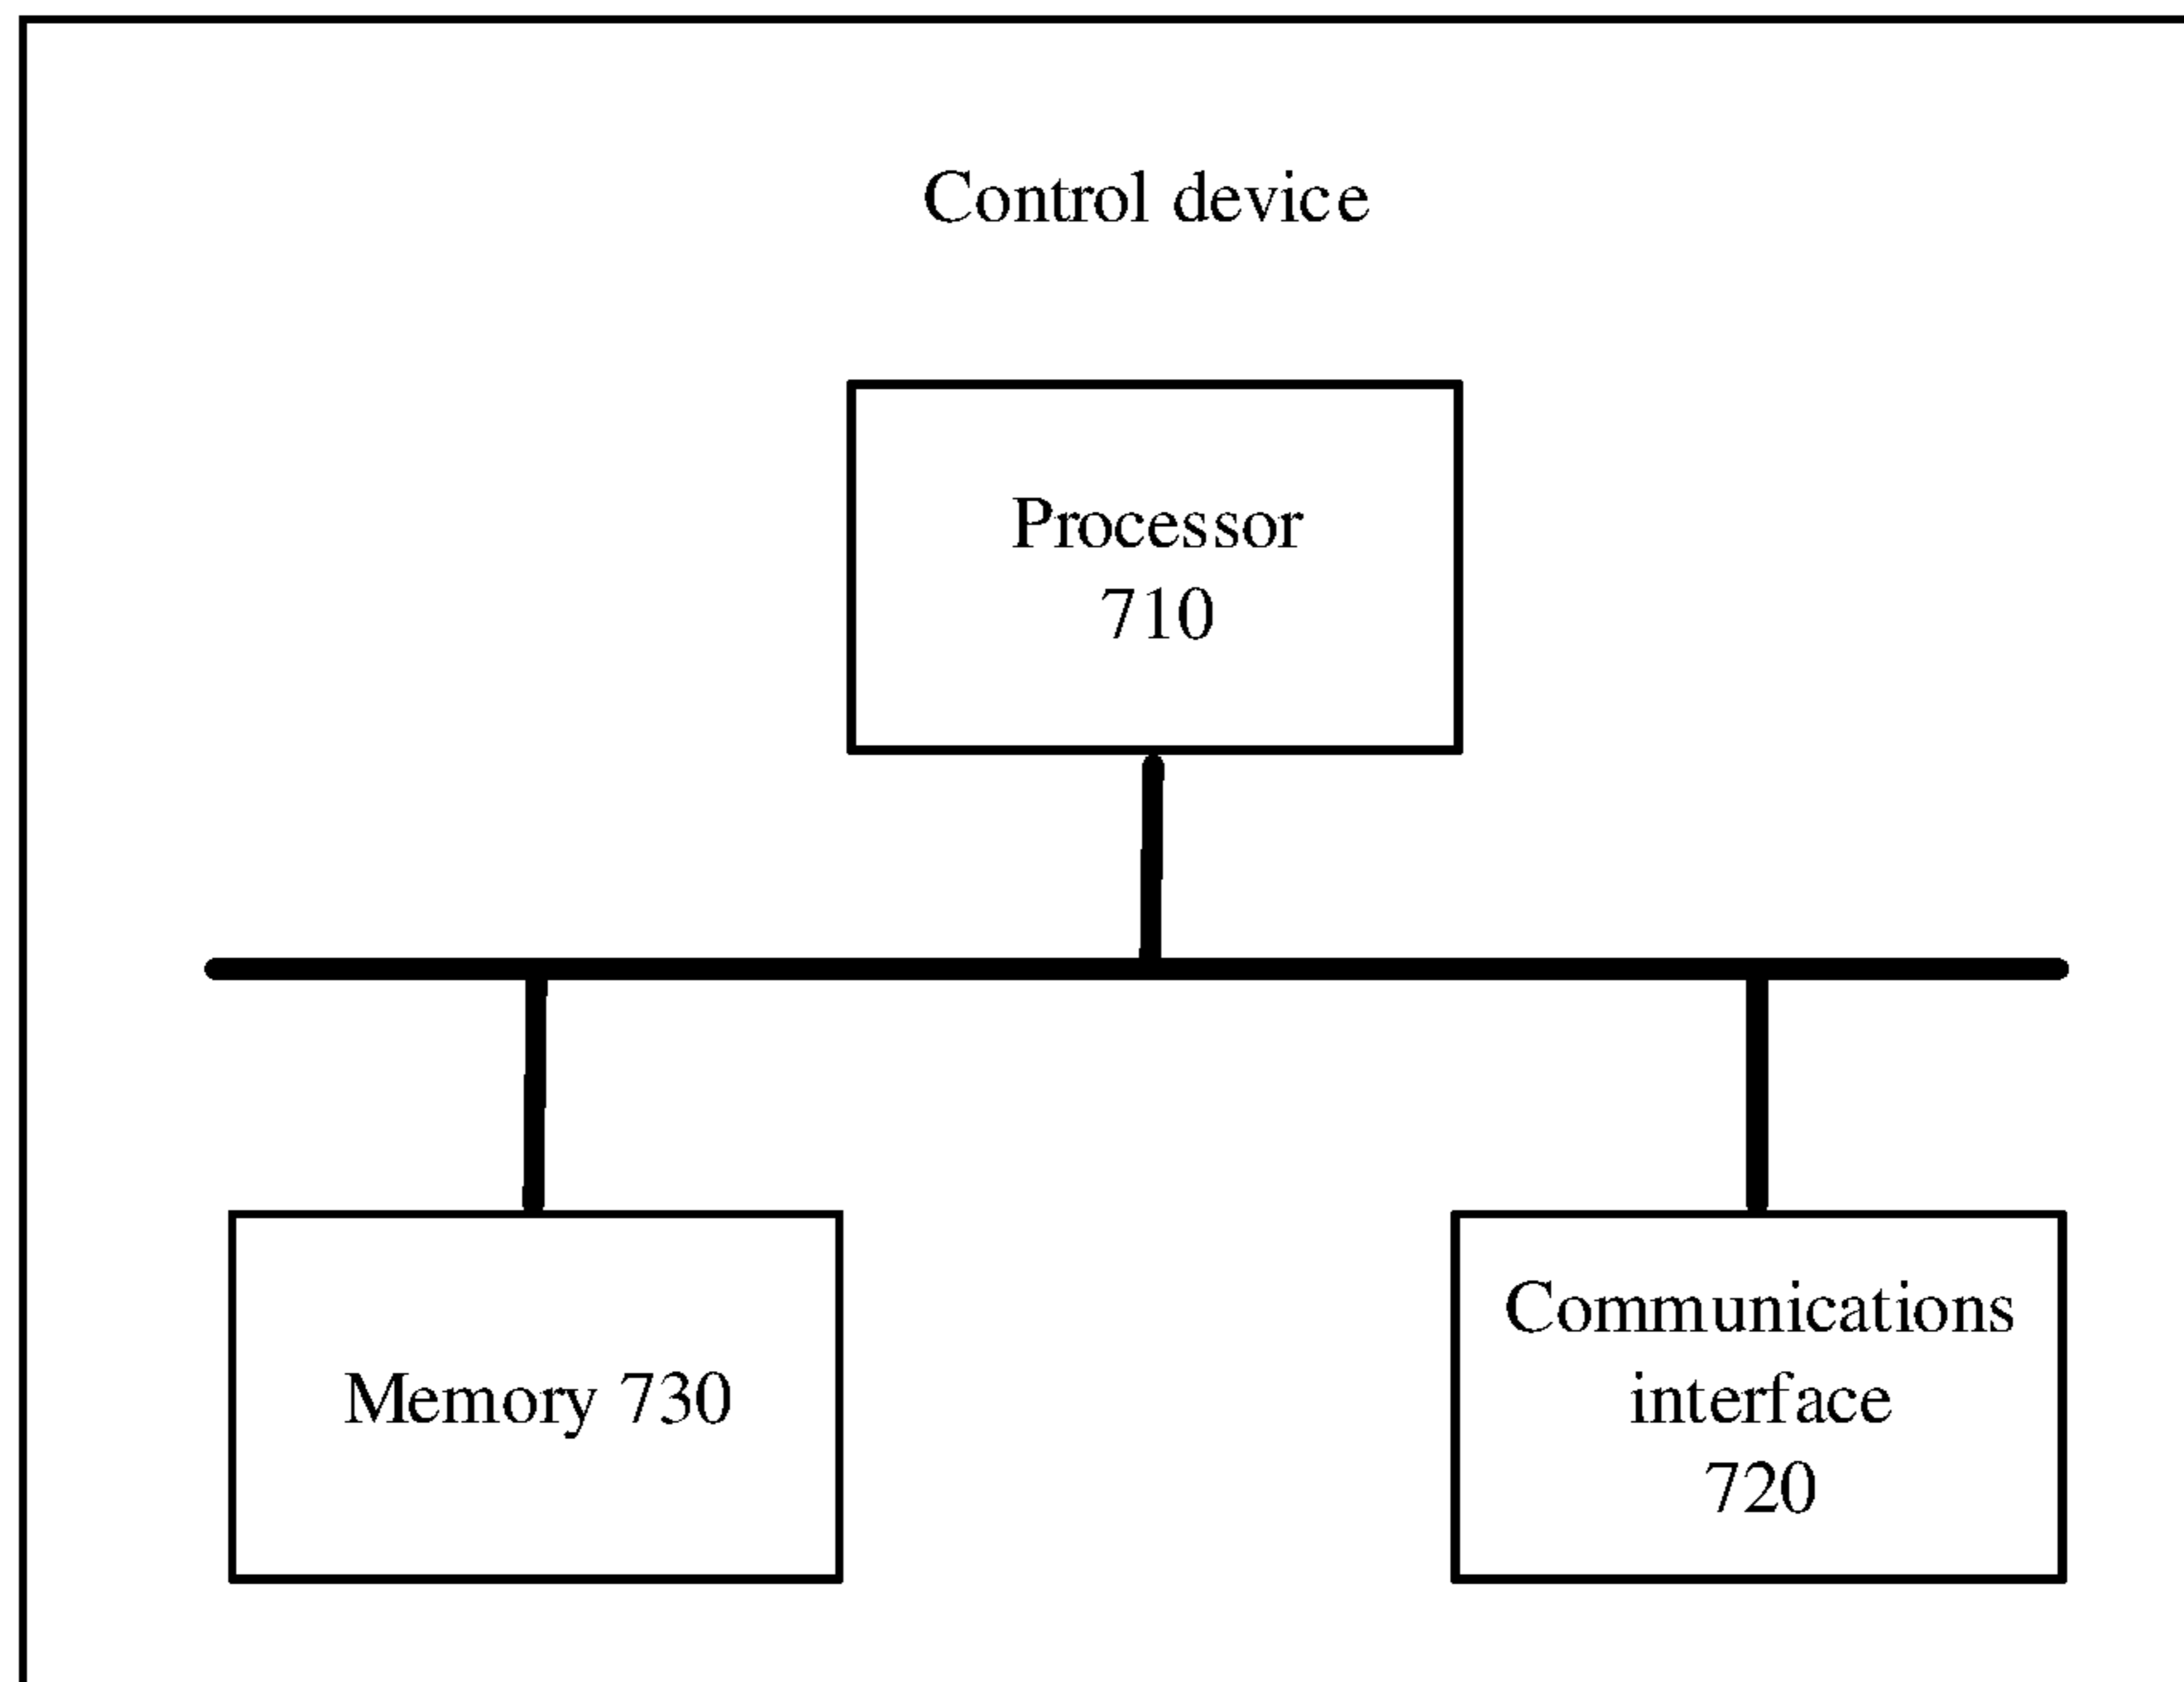 Control device
Processor
710
Memory 730
Communications
interface
720